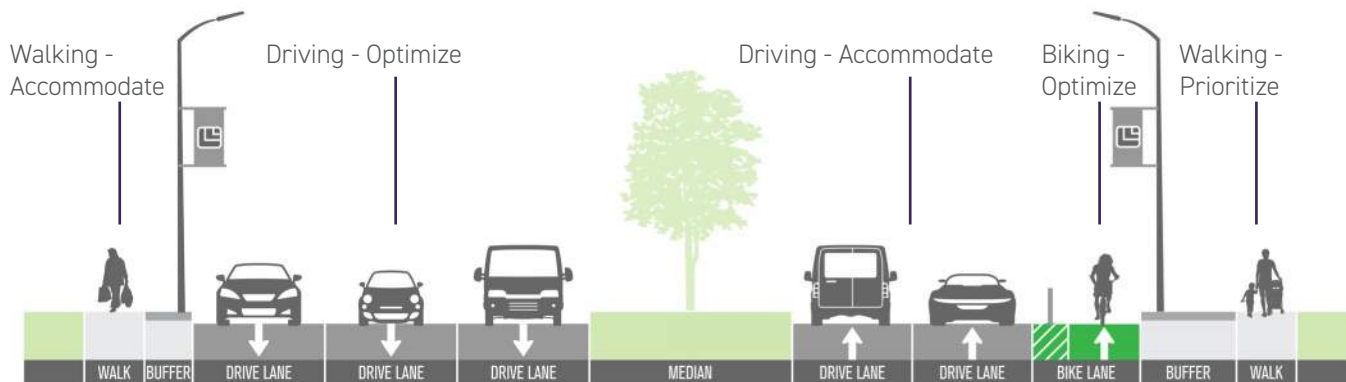 Walking -
Accommodate
Driving - Optimize
Driving - Accommodate
Biking -
Optimize
Walking -
Prioritize
WALK
BUFFER
DRIVE LANE
DRIVE LANE
DRIVE LANE
MEDIAN
DRIVE LANE
DRIVE LANE
BIKE LANE
BUFFER
WALK